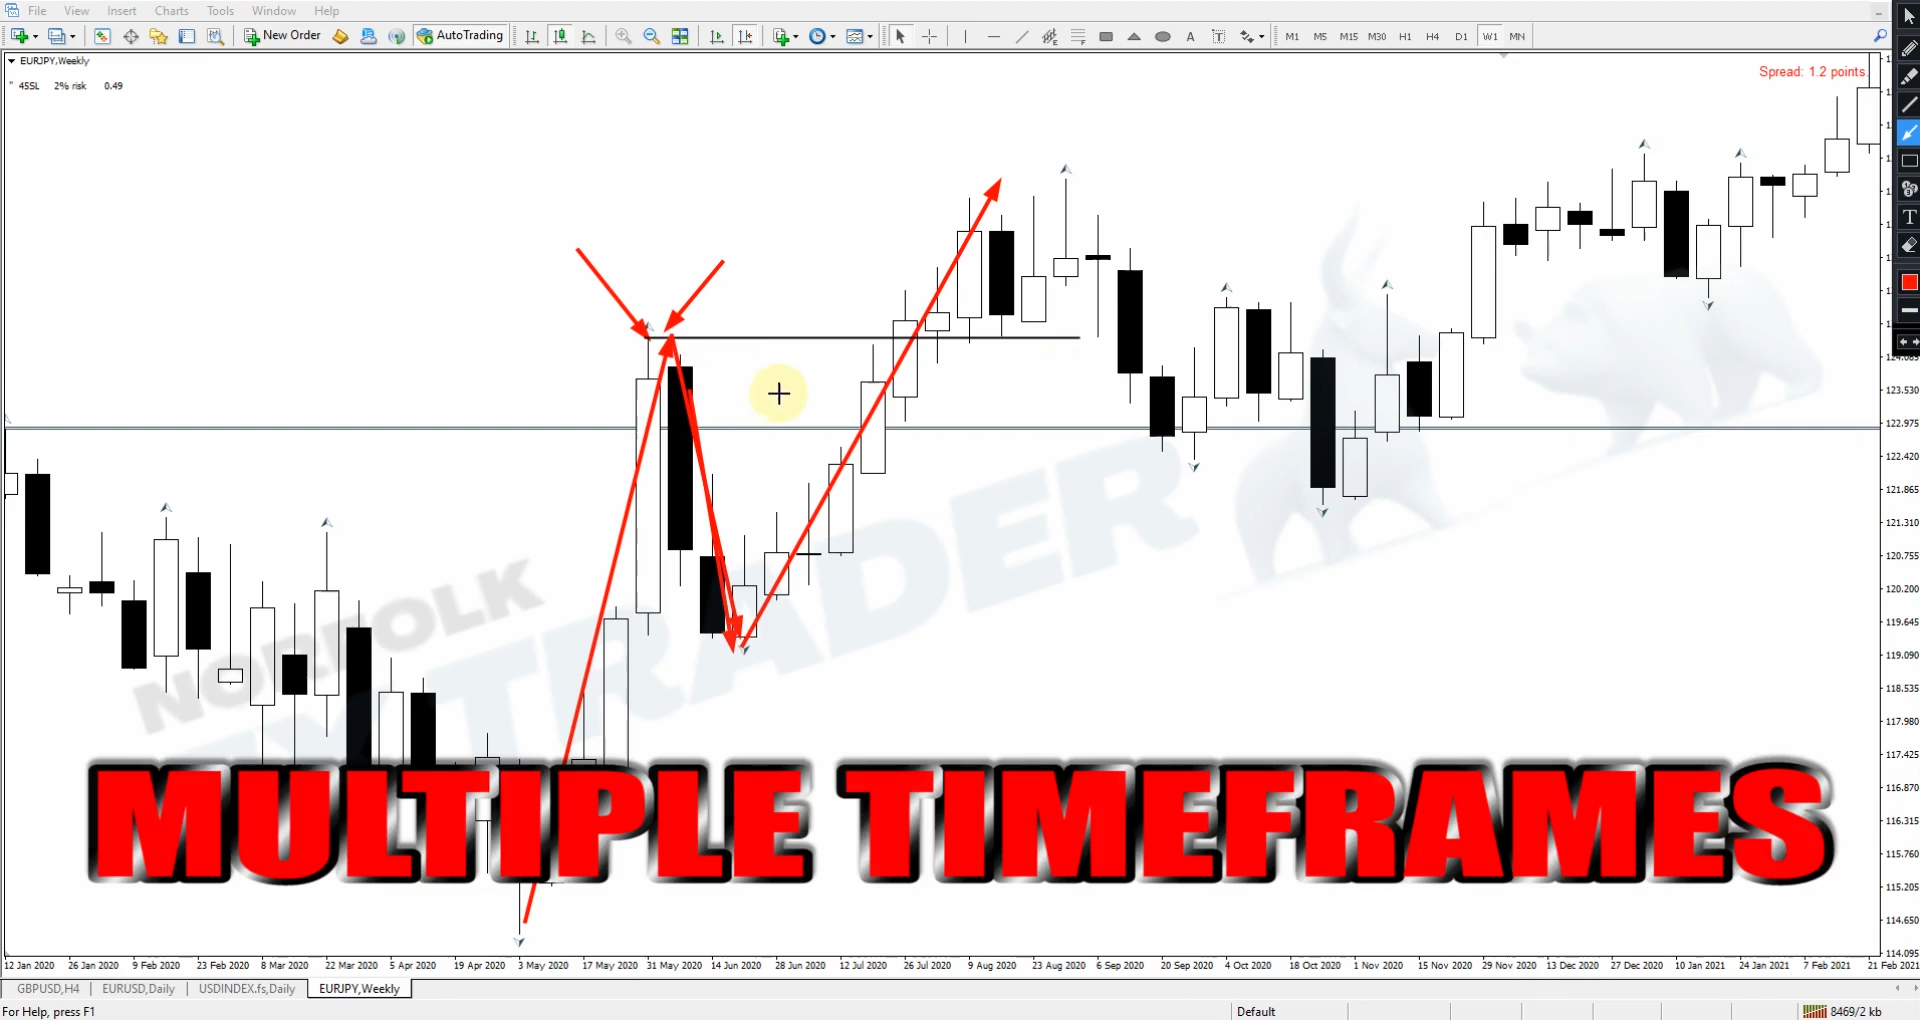 File View Insert Charts Tools Window Help
New Order AutoTrading A T M1 M5 M15 M30 H1 H4 D1 W1 MN
EURJPY,Weekly
Spread: 1.2 points.
45SL 2% risk 0.49
T
124.085
123.530
122.975
122.420
121.865
121.310
120.755
120.200
119.645
119.090
118.535
117.980
117.425
116.870
116.315
115.760
115.205
114.650
114.095
NORFOLK
FX TRADER
MULTIPLE TIMEFRAMES
12 Jan 2020 26 Jan 2020 9 Feb 2020 23 Feb 2020 8 Mar 2020 22 Mar 2020 5 Apr 2020 19 Apr 2020 3 May 2020 17 May 2020 31 May 2020 14 Jun 2020 28 Jun 2020 12 Jul 2020 26 Jul 2020 9 Aug 2020 23 Aug 2020 6 Sep 2020 20 Sep 2020 4 Oct 2020 18 Oct 2020 1 Nov 2020 15 Nov 2020 29 Nov 2020 13 Dec 2020 27 Dec 2020 10 Jan 2021 24 Jan 2021 7 Feb 2021 21 Feb 2021
GBPUSD,H4 EURUSD,Daily USDINDEX.fs,Daily EURJPY,Weekly
For Help, press F1 Default 8469/2 kb